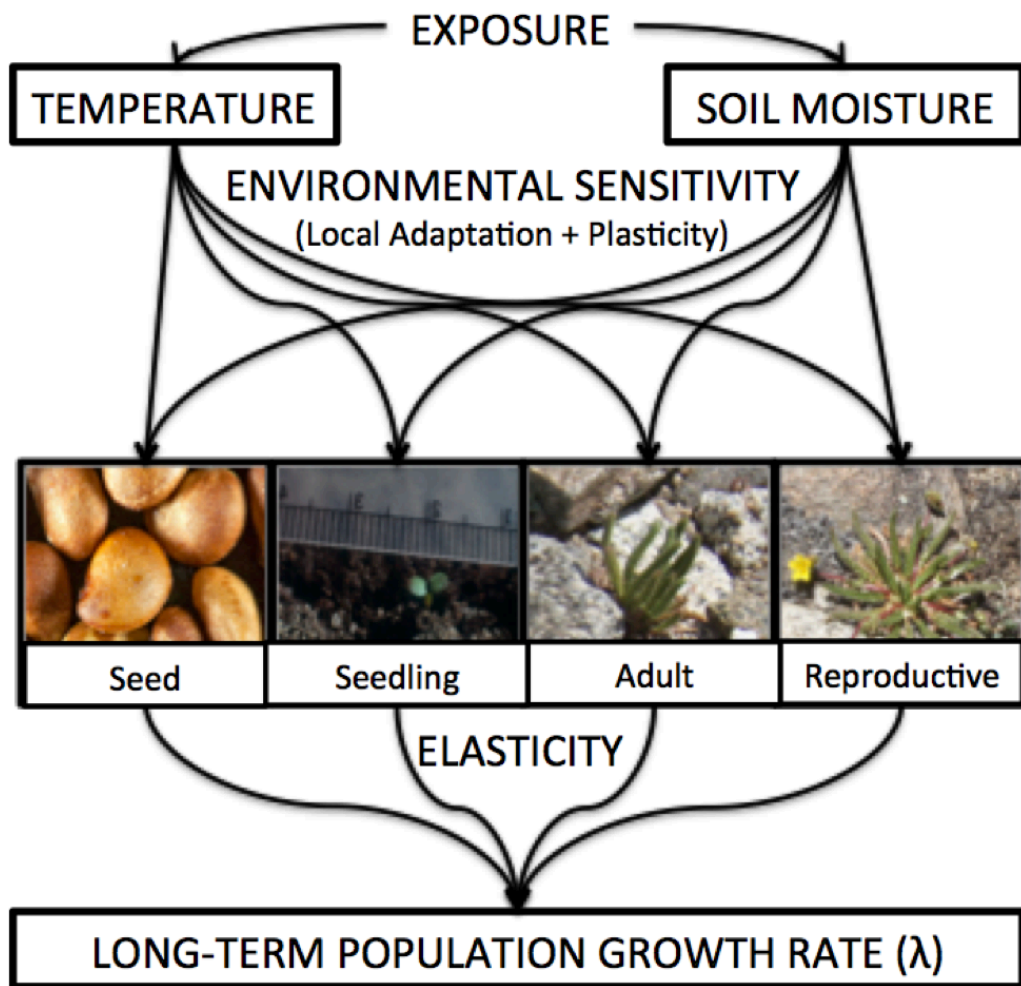 EXPOSURE
TEMPERATURE
SOIL MOISTURE
ENVIRONMENTAL SENSITIVITY
(Local Adaptation + Plasticity)
Seed
Seedling
Adult
Reproductive
ELASTICITY
LONG-TERM POPULATION GROWTH RATE (λ)